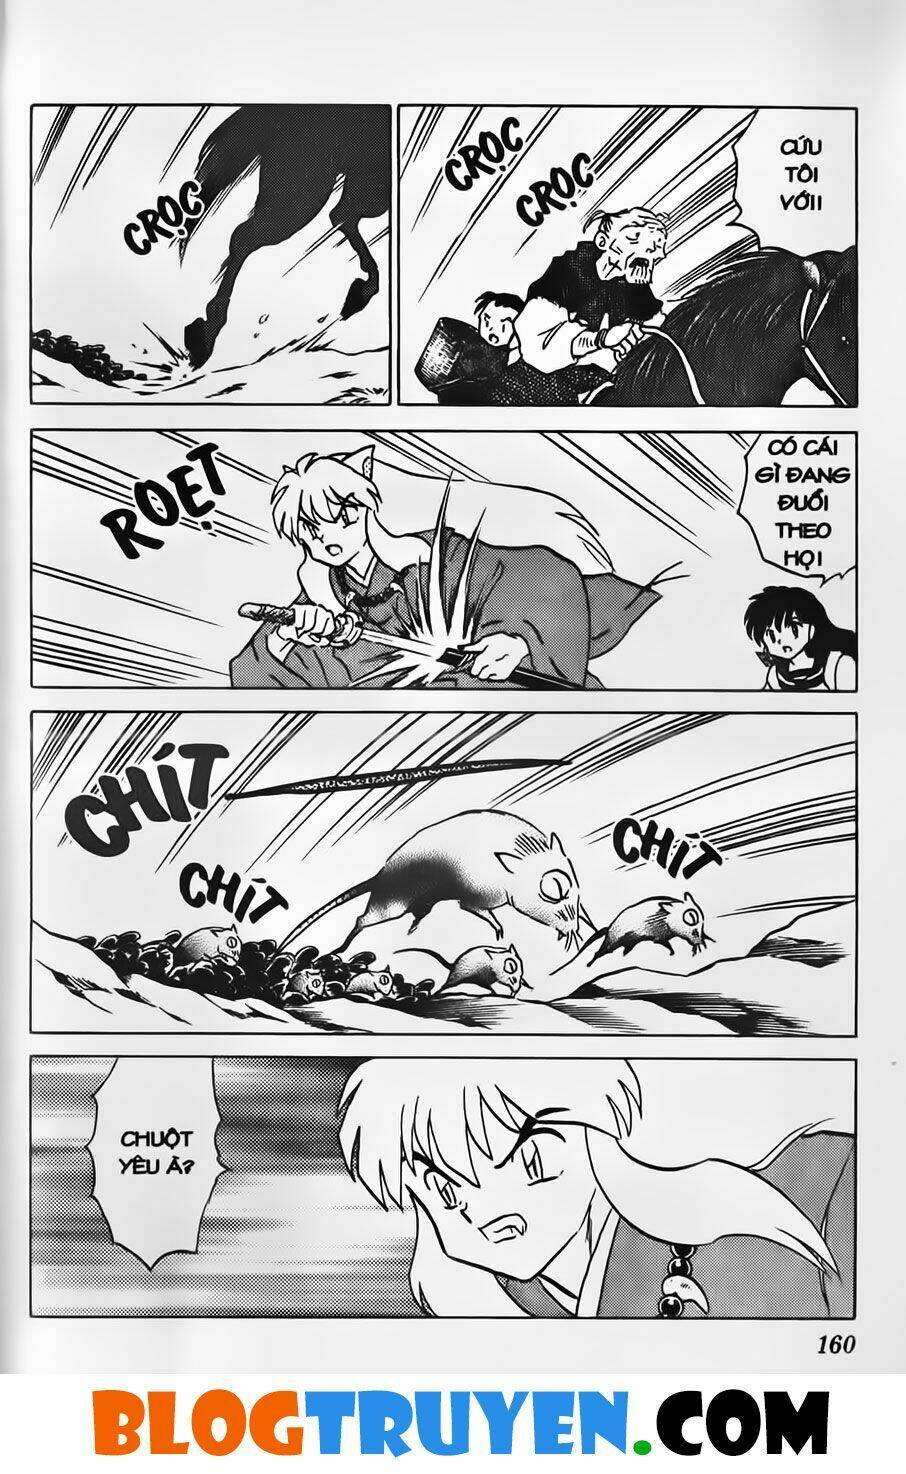 CRỌC
CRỌC
CỨU
TÔI
VỚI!
CRỌC
ROẸT
CÓ CÁI
GÌ ĐANG
ĐUỔI
THEO
HỌ!
CHÍT
CHÍT
CHÍT
CHUỘT
YÊU À?
160
BLOGTRUYEN.COM